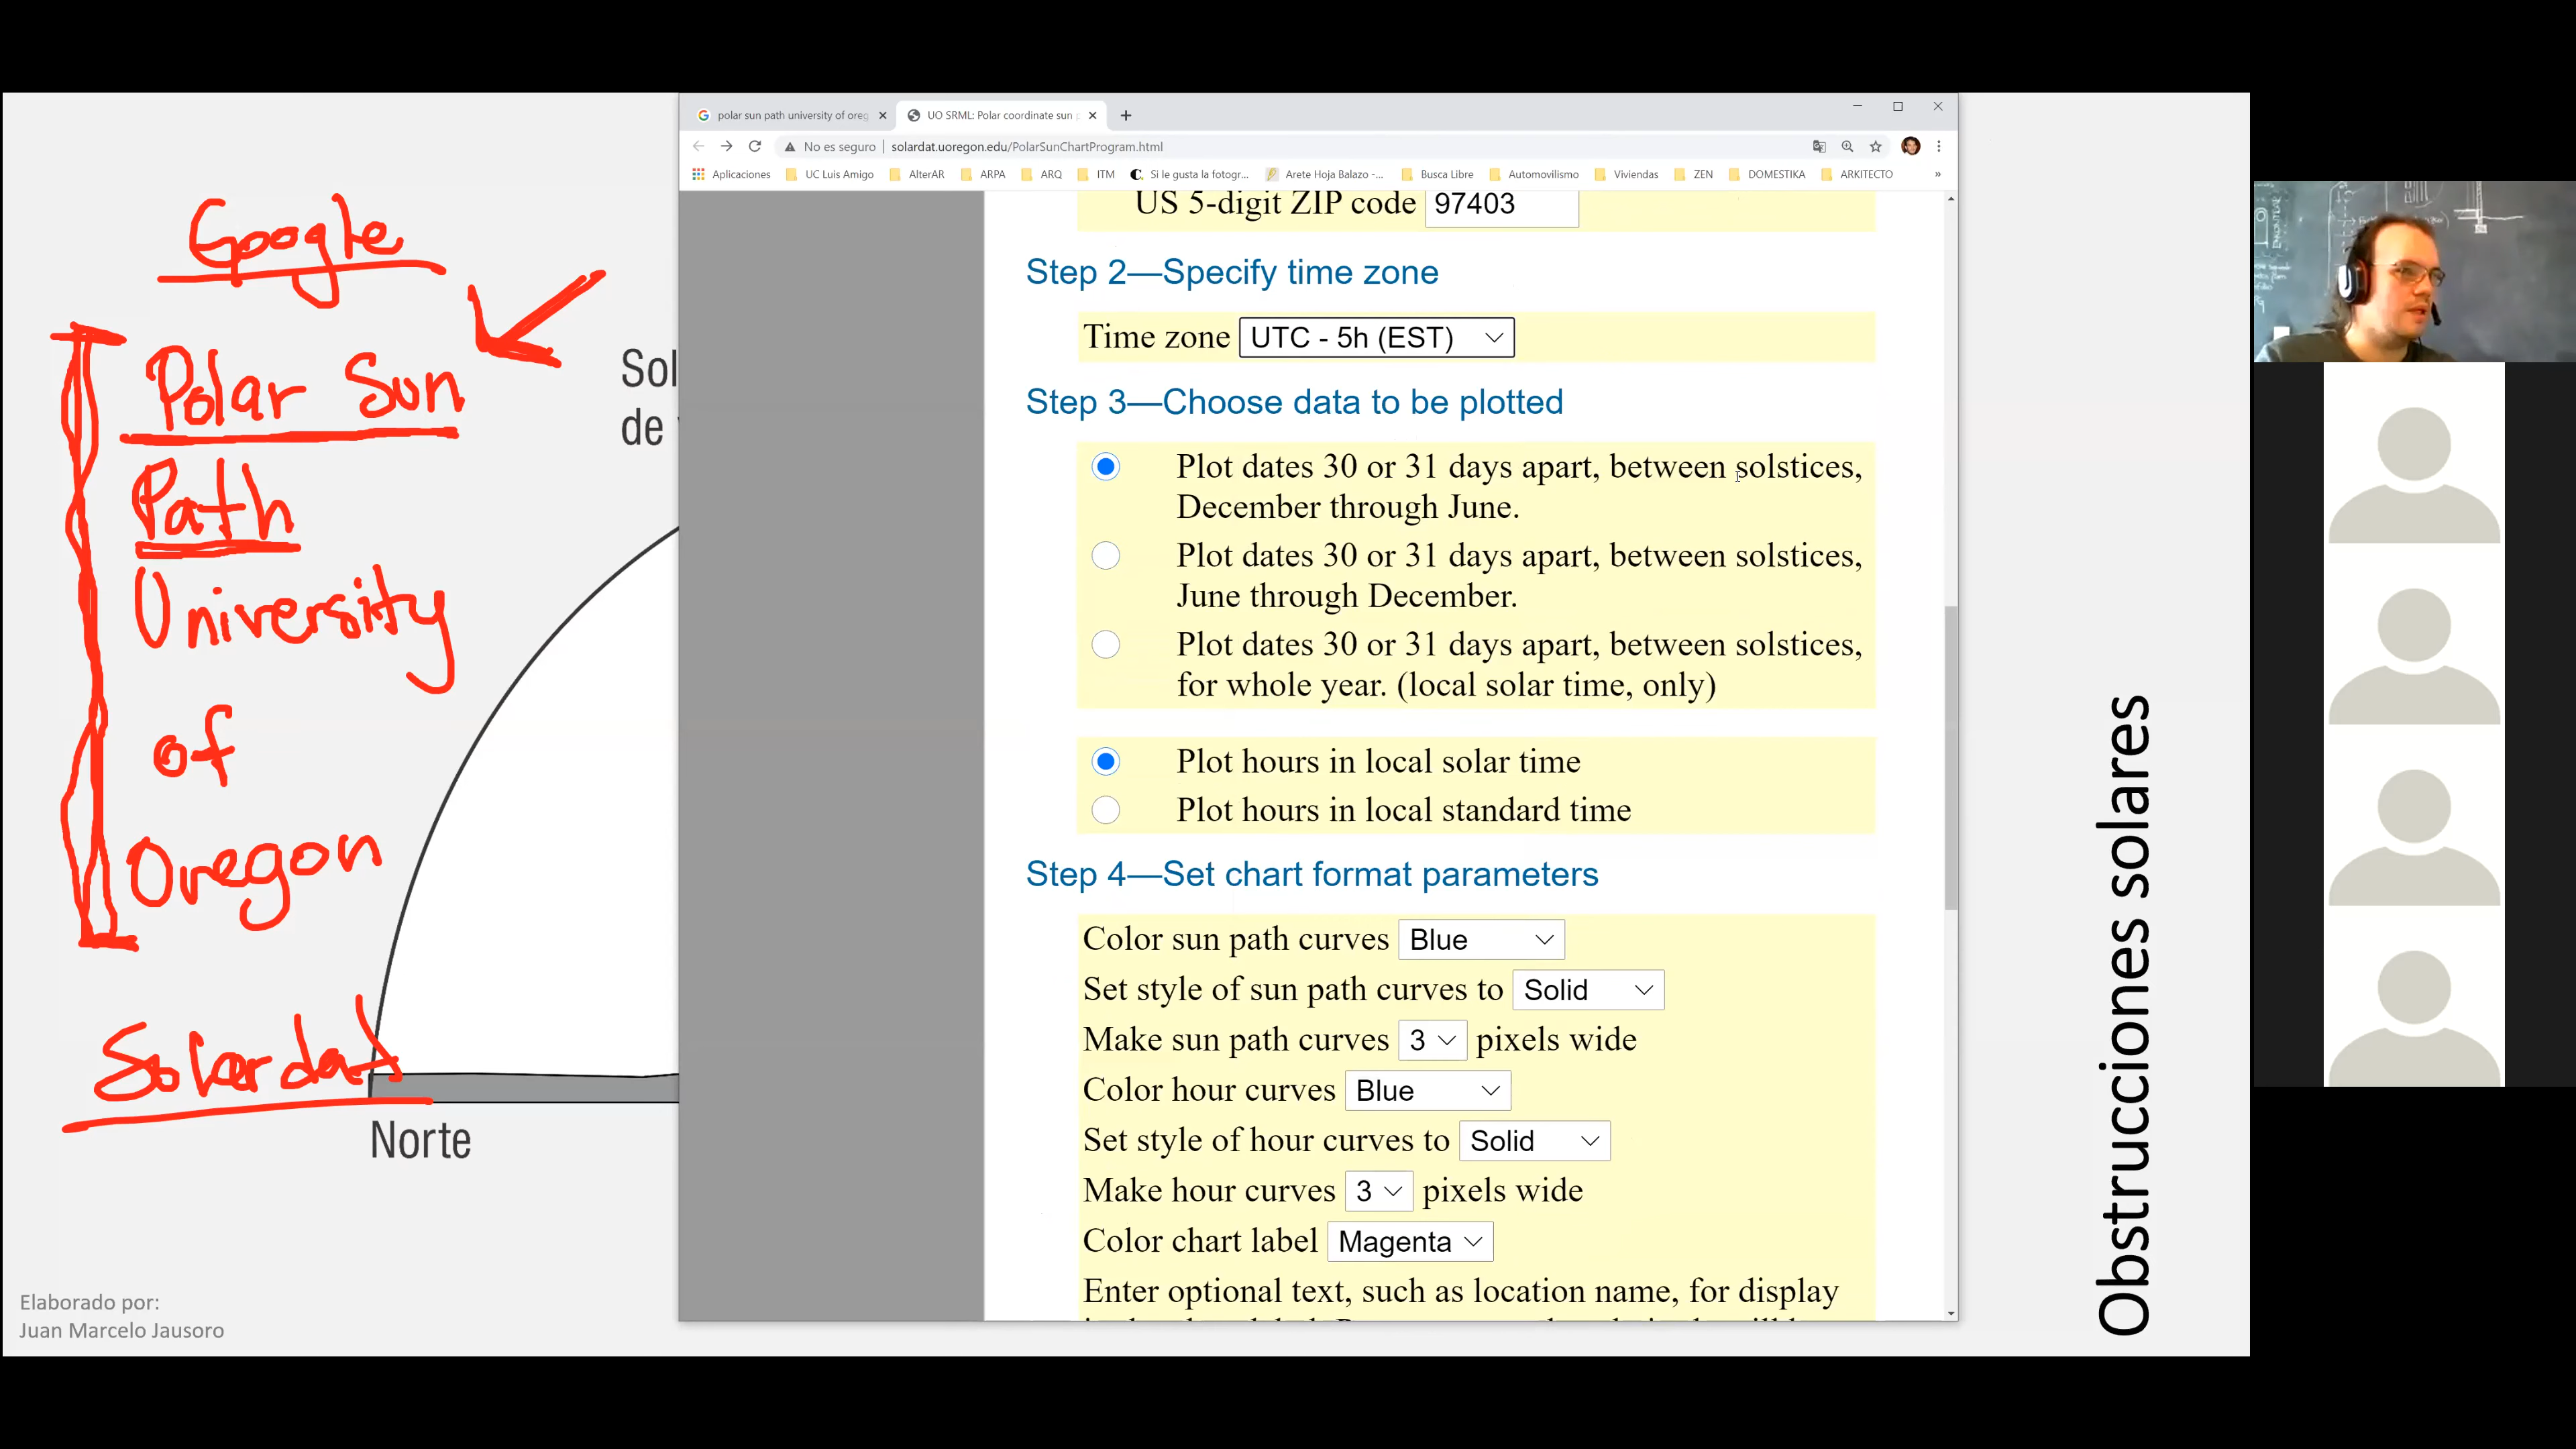 Google
Polar Sun
Path
University
of
Oregon
Solardat
Sol
de
Norte
Elaborado por:
Juan Marcelo Jausoro
polar sun path university of oreg
UO SRML: Polar coordinate sun p
No es seguro | solardat.uoregon.edu/PolarSunChartProgram.html
Aplicaciones UC Luis Amigo AlterAR ARPA ARQ ITM Si le gusta la fotogr... Arete Hoja Balazo -... Busca Libre Automovilismo Viviendas ZEN DOMESTIKA ARKITECTO »
US 5-digit ZIP code 97403
Step 2—Specify time zone
Time zone UTC - 5h (EST)
Step 3—Choose data to be plotted
Plot dates 30 or 31 days apart, between solstices,
December through June.
Plot dates 30 or 31 days apart, between solstices,
June through December.
Plot dates 30 or 31 days apart, between solstices,
for whole year. (local solar time, only)
Plot hours in local solar time
Plot hours in local standard time
Step 4—Set chart format parameters
Color sun path curves Blue
Set style of sun path curves to Solid
Make sun path curves 3 pixels wide
Color hour curves Blue
Set style of hour curves to Solid
Make hour curves 3 pixels wide
Color chart label Magenta
Enter optional text, such as location name, for display
Obstrucciones solares